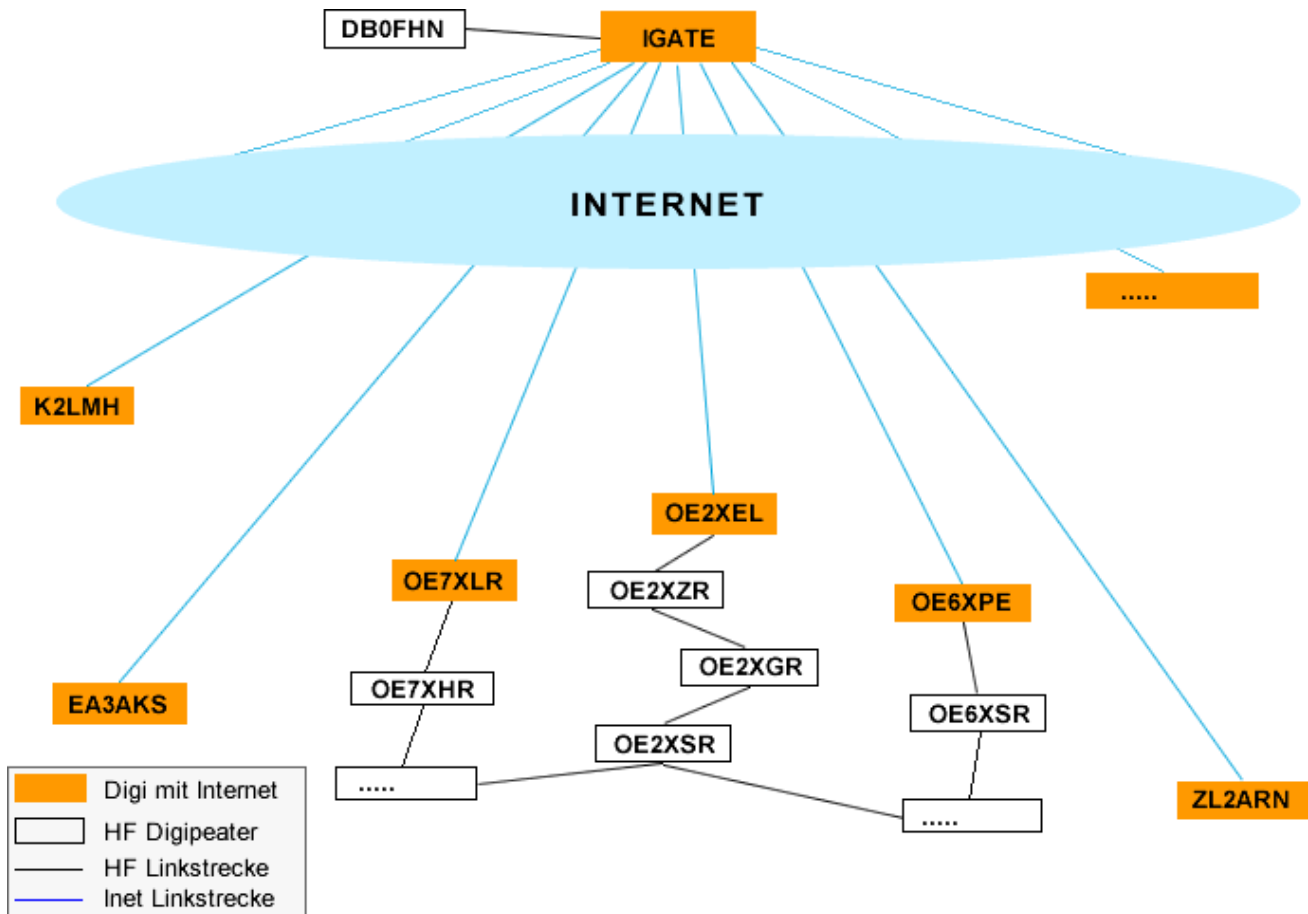 DB0FHN
IGATE
INTERNET
.....
K2LMH
OE2XEL
OE7XLR
OE2XZR
OE6XPE
OE2XGR
OE7XHR
EA3AKS
OE6XSR
OE2XSR
.....
.....
ZL2ARN
Digi mit Internet
HF Digipeater
HF Linkstrecke
Inet Linkstrecke